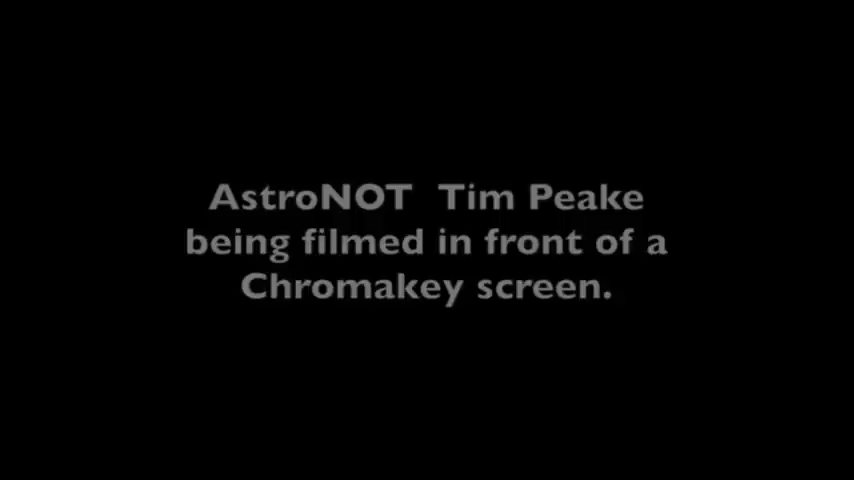 AstroNOT Tim Peake
being filmed in front of a
Chromakey screen.